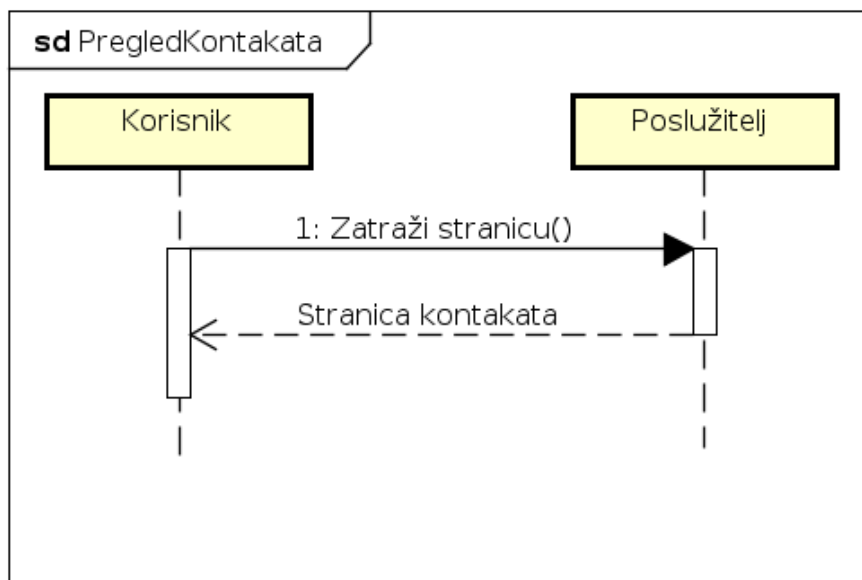 sd PregledKontakata
Korisnik
Poslužitelj
1: Zatraži stranicu()
Stranica kontakata